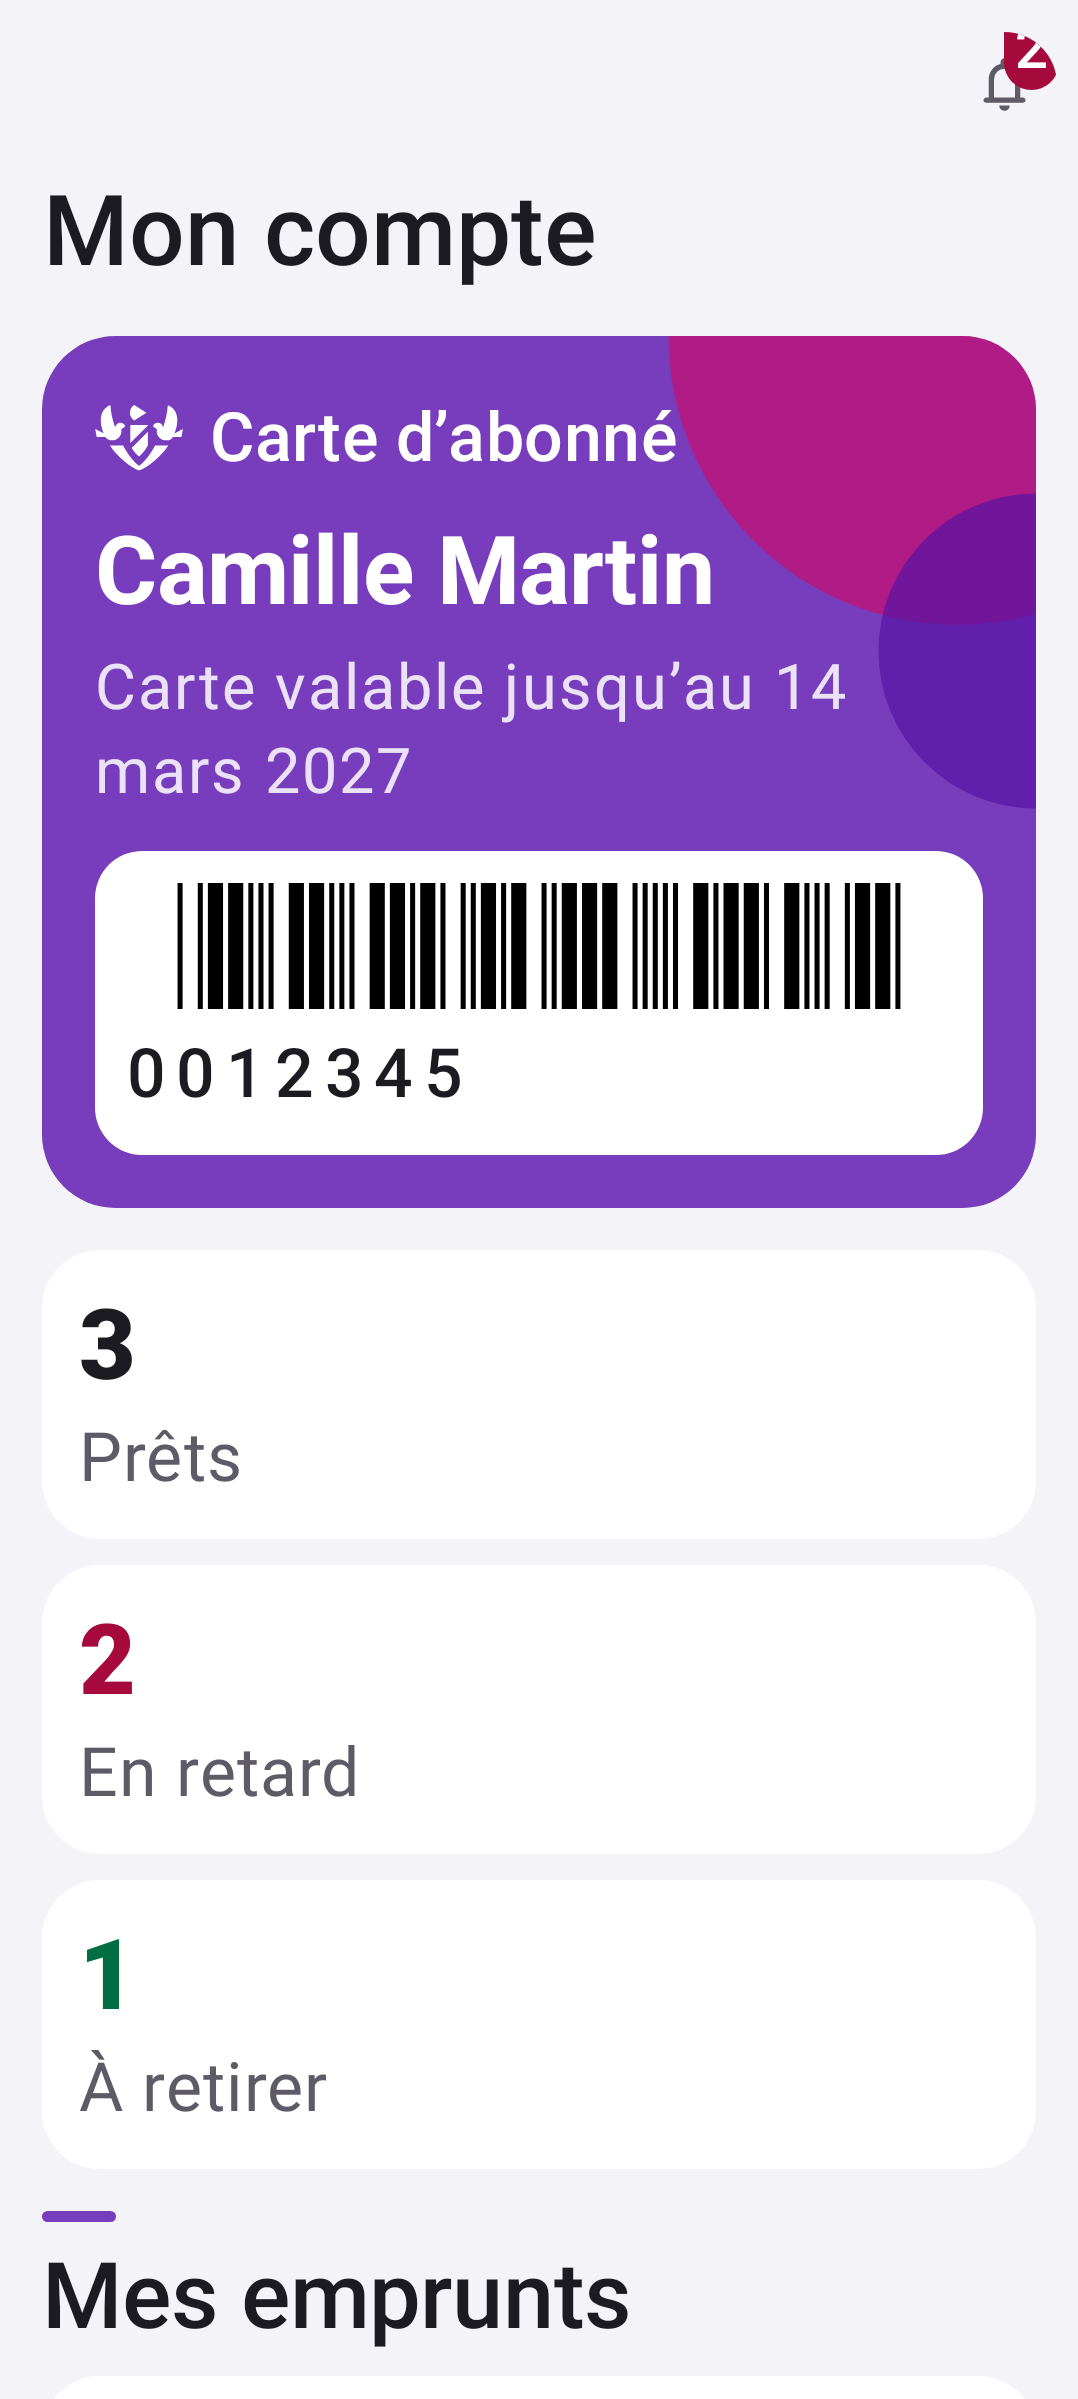 2
Mon compte
Carte d’abonné
Camille Martin
Carte valable jusqu’au 14
mars 2027
0012345
3
Prêts
2
En retard
1
À retirer
Mes emprunts